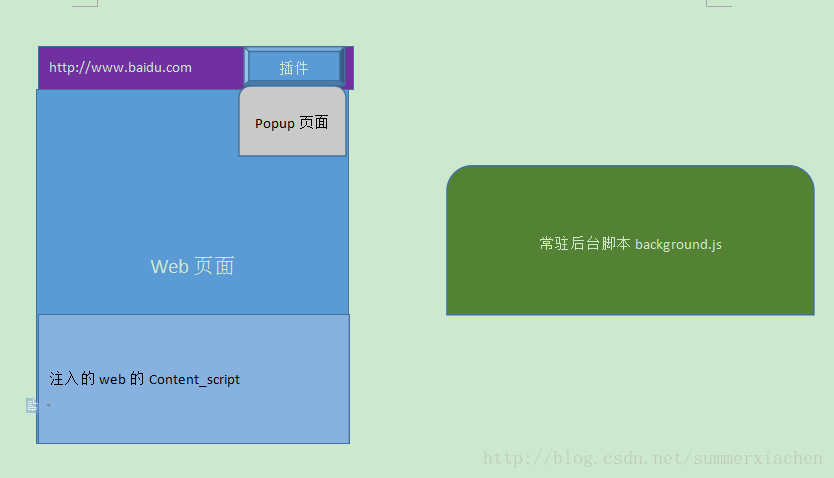 http://www.baidu.com
插件
Popup 页面
常驻后台脚本 background.js
Web 页面
注入的 web 的 Content_script
http://blog.csdn.net/summerxiachen